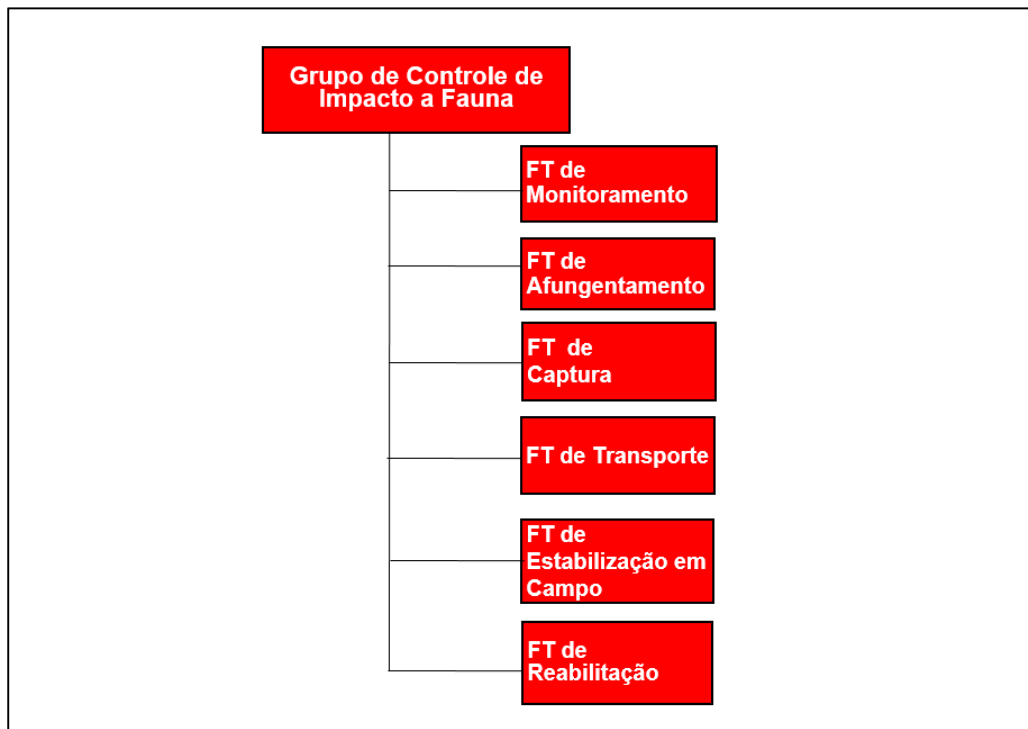 Grupo de Controle de
Impacto a Fauna
FT de
Monitoramento
FT de
Afungentamento
FT de
Captura
FT de Transporte
FT de
Estabilização em
Campo
FT de
Reabilitação